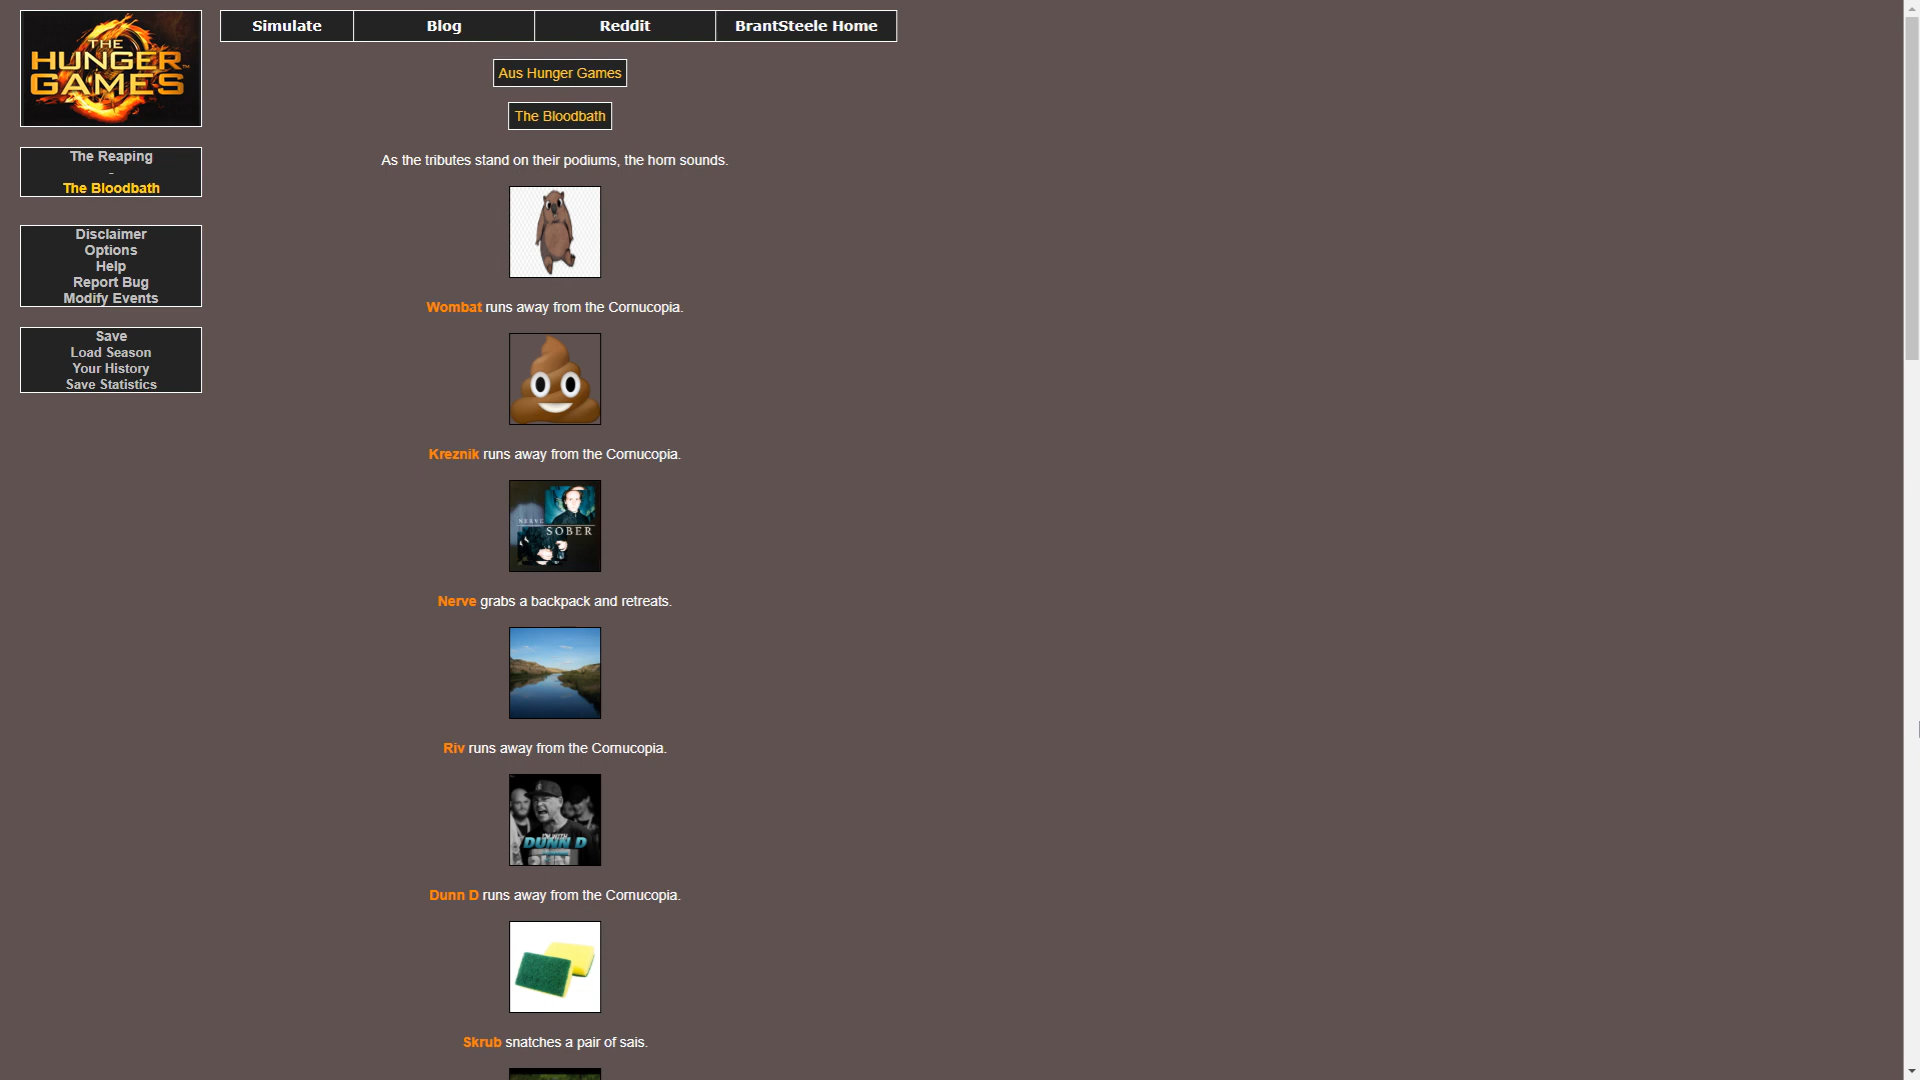 THE
HUNGER
GAMES
Simulate
Blog
Reddit
BrantSteele Home
The Reaping
-
The Bloodbath
Disclaimer
Options
Help
Report Bug
Modify Events
Save
Load Season
Your History
Save Statistics
Aus Hunger Games
The Bloodbath
As the tributes stand on their podiums, the horn sounds.
Wombat runs away from the Cornucopia.
Kreznik runs away from the Cornucopia.
NERVE
SOBER
Nerve grabs a backpack and retreats.
Riv runs away from the Cornucopia.
I'M WITH
DUNN D
Dunn D runs away from the Cornucopia.
Skrub snatches a pair of sais.